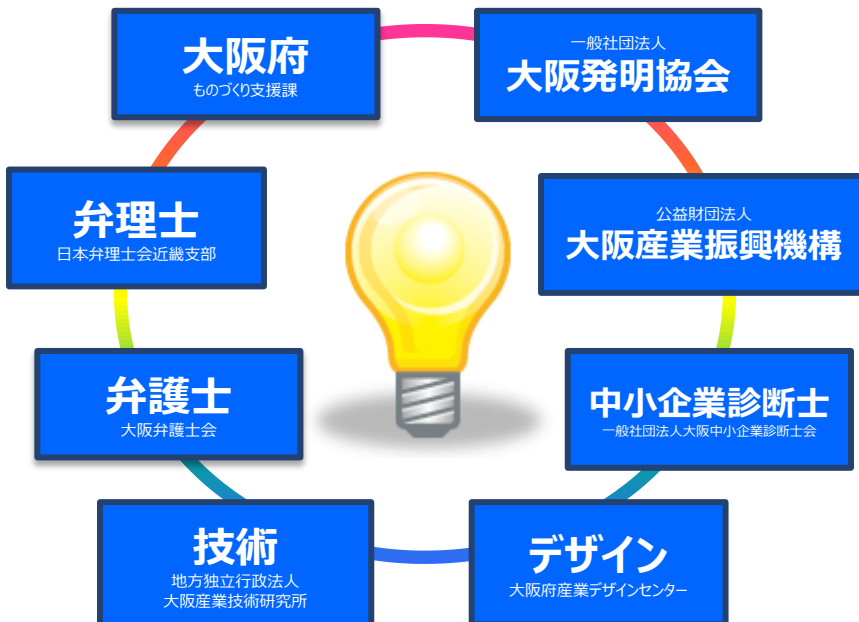 大阪府
ものづくり支援課
一般社団法人
大阪発明協会
弁理士
日本弁理士会近畿支部
公益財団法人
大阪産業振興機構
弁護士
大阪弁護士会
中小企業診断士
一般社団法人大阪中小企業診断士会
技術
地方独立行政法人
大阪産業技術研究所
デザイン
大阪府産業デザインセンター